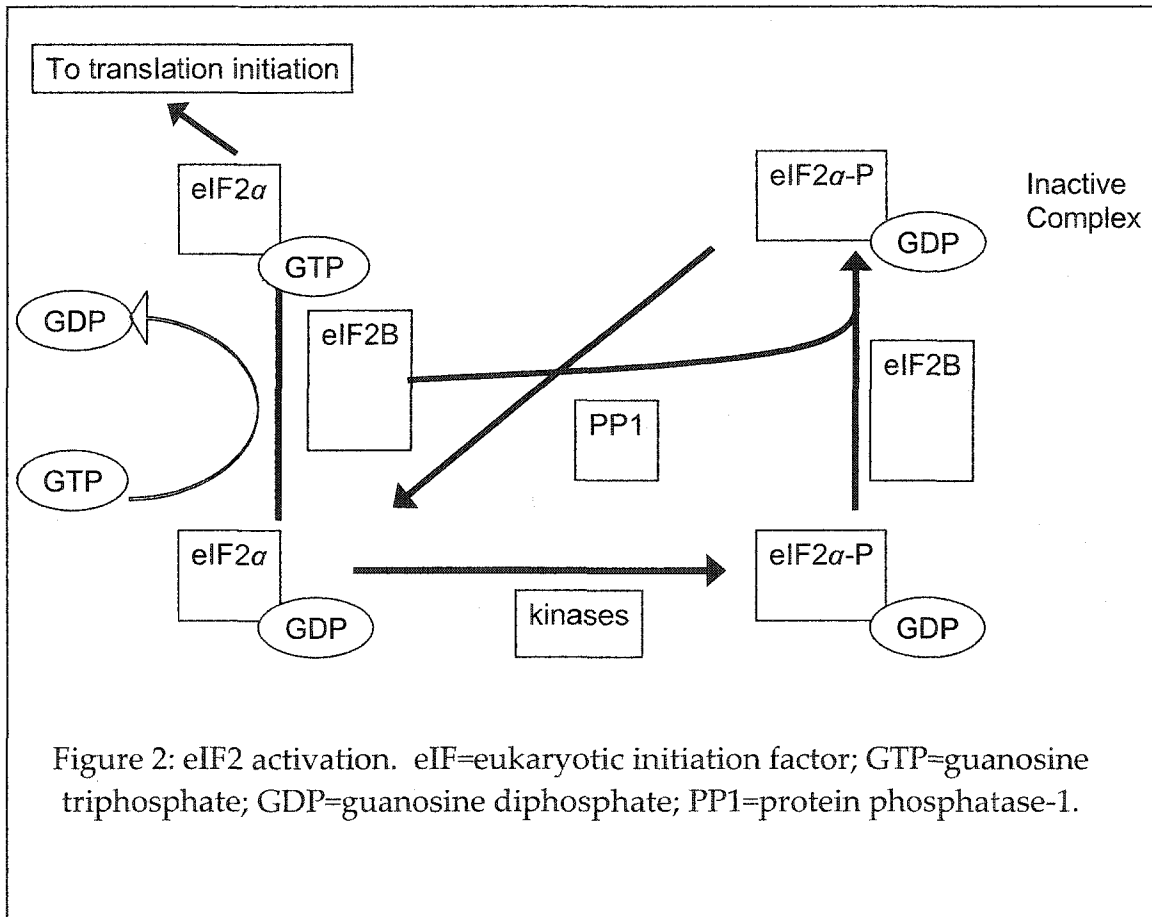 To translation initiation
eIF2α
GTP
eIF2α-P
GDP
Inactive
Complex
GDP
eIF2B
eIF2B
PP1
GTP
eIF2α
GDP
kinases
eIF2α-P
GDP
Figure 2: eIF2 activation. eIF=eukaryotic initiation factor; GTP=guanosine
triphosphate; GDP=guanosine diphosphate; PP1=protein phosphatase-1.